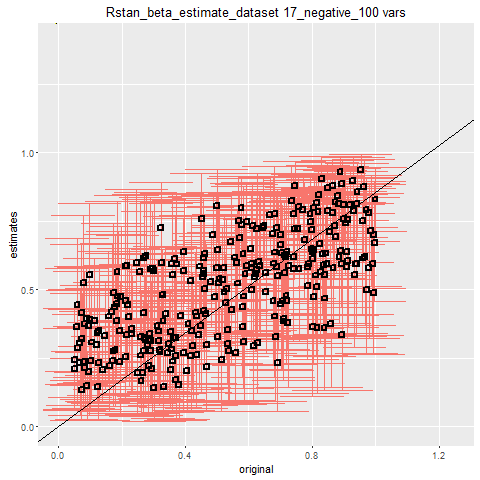 Rstan_beta_estimate_dataset 17_negative_100 vars
estimates
1.0
0.5
0.0
0.0 0.4 0.8 1.2
original